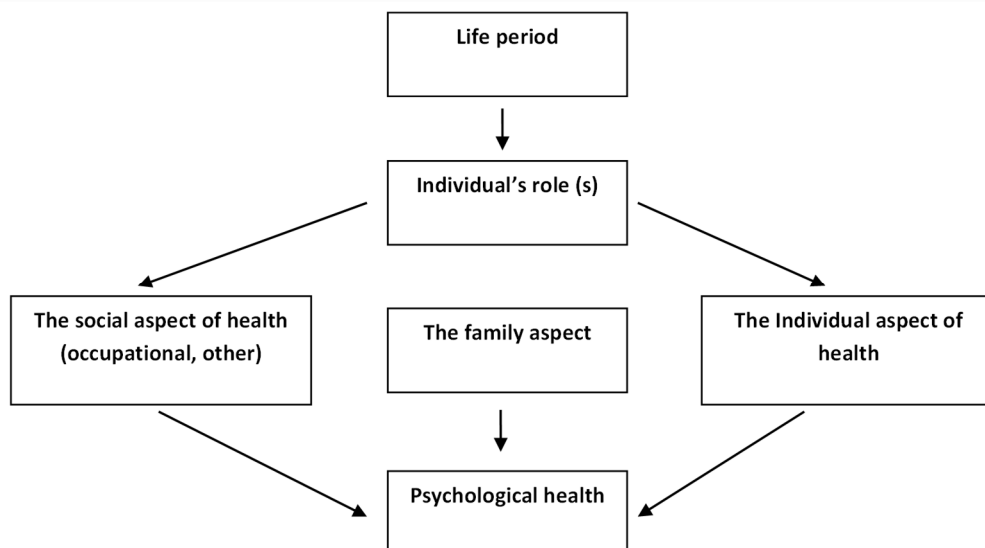 Life period
Individual’s role (s)
The social aspect of health
(occupational, other)
The family aspect
The Individual aspect of
health
Psychological health